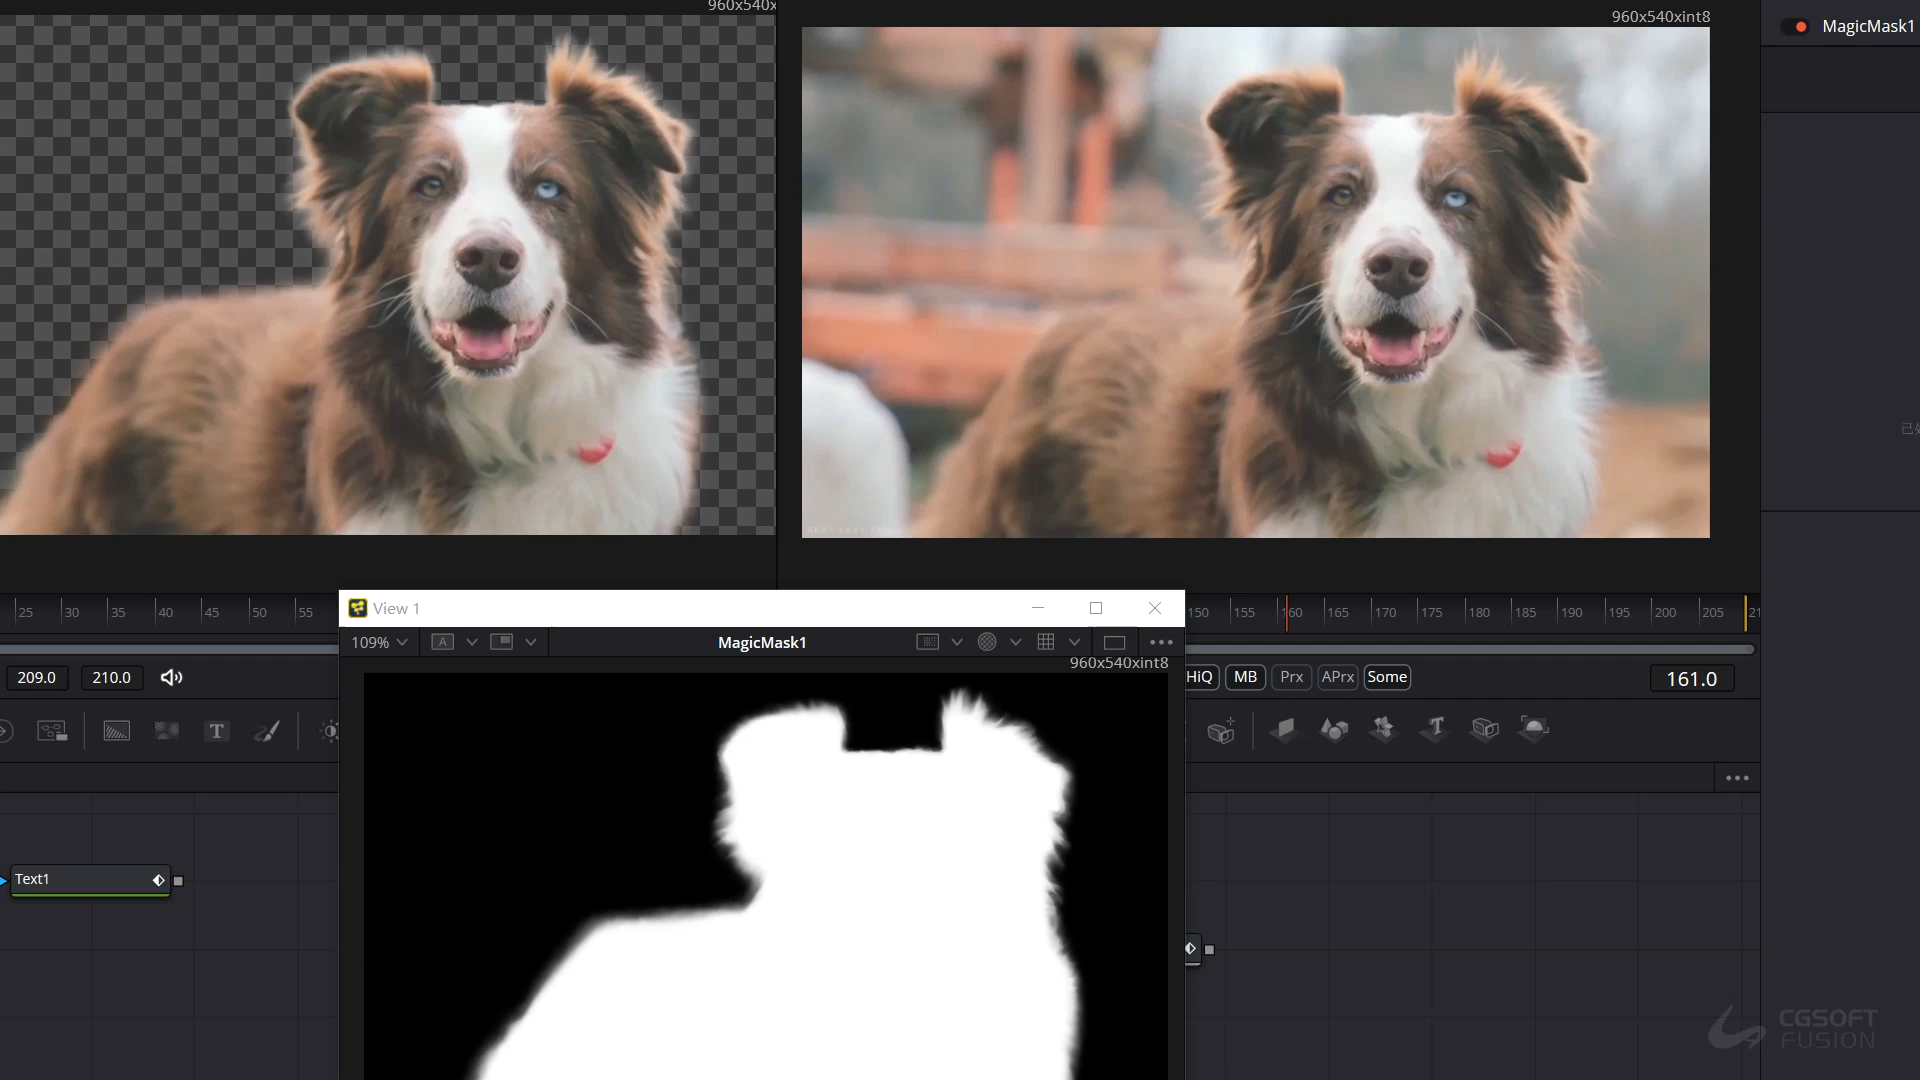 960x540x
960x540xint8
MagicMask1
25 30 35 40 45 50 55
View 1
150 155 160 165 170 175 180 185 190 195 200 205 21
109%
A
MagicMask1
960x540xint8
209.0
210.0
HiQ
MB
Prx
APrx
Some
161.0
T
T
Text1
CGSOFT
FUSION